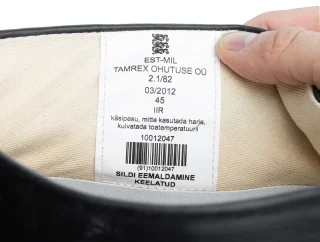 EST-MIL
TAMREX OHUTUSE OÜ
2.1/82
03/2012
45
IIR
käsipesu, mitte kasutada harja,
kuivatada toatemperatuuril
10012047
(91)10012047
SILDI EEMALDAMINE
KEELATUD